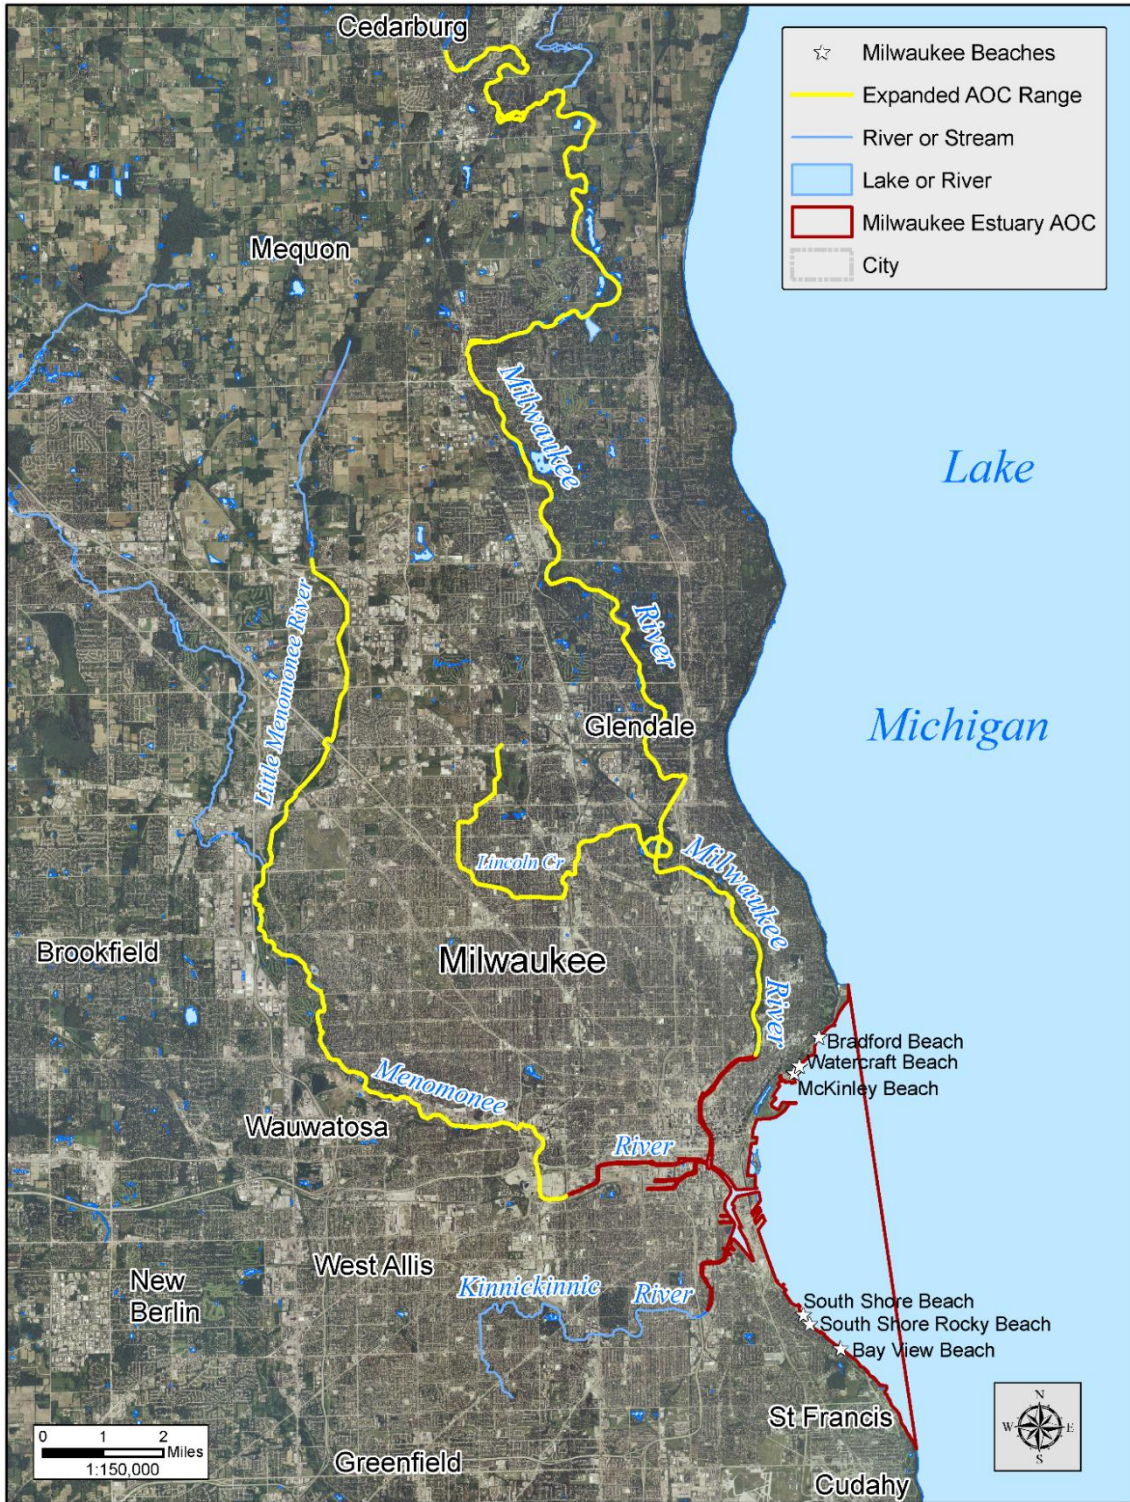 Cedarburg
Milwaukee Beaches
Expanded AOC Range
River or Stream
Lake or River
Milwaukee Estuary AOC
City
Mequon
Milwaukee
Lake
Little Menomonee River
River
Glendale
Michigan
Lincoln Cr
Milwaukee
River
Brookfield
Milwaukee
Bradford Beach
Watercraft Beach
McKinley Beach
Menomonee
Wauwatosa
River
West Allis
New
Berlin
Kinnickinnic
River
South Shore Beach
South Shore Rocky Beach
Bay View Beach
St Francis
N
W E
S
0 1 2
Miles
1:150,000
Greenfield
Cudahy